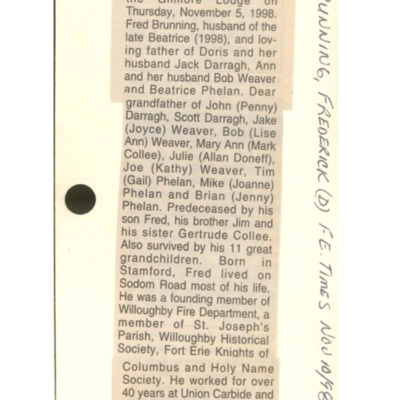 the Gilmore Lodge on
Thursday, November 5, 1998.
Fred Brunning, husband of the
late Beatrice (1998), and lov-
ing father of Doris and her
husband Jack Darragh, Ann
and her husband Bob Weaver
and Beatrice Phelan. Dear
grandfather of John (Penny)
Darragh, Scott Darragh, Jake
(Joyce) Weaver, Bob (Lise
Ann) Weaver, Mary Ann (Mark
Collee), Julie (Allan Doneff),
Joe (Kathy) Weaver, Tim
(Gail) Phelan, Mike (Joanne)
Phelan and Brian (Jenny)
Phelan. Predeceased by his
son Fred, his brother Jim and
his sister Gertrude Collee.
Also survived by his 11 great
grandchildren. Born in
Stamford, Fred lived on
Sodom Road most of his life.
He was a founding member of
Willoughby Fire Department, a
member of St. Joseph's
Parish, Willoughby Historical
Society, Fort Erie Knights of
Columbus and Holy Name
Society. He worked for over
40 years at Union Carbide and
RUNNING, FREDERICK (D) F.E. TIMES NOV 10/98